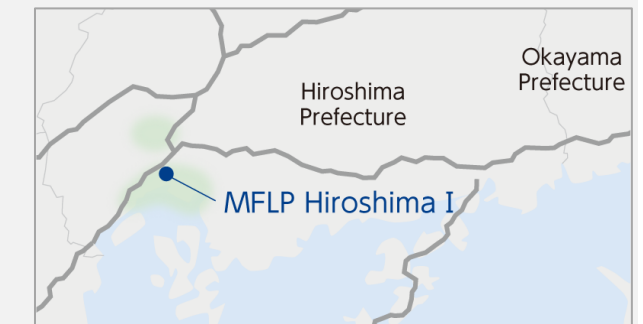 Okayama
Prefecture
Hiroshima
Prefecture
MFLP Hiroshima I